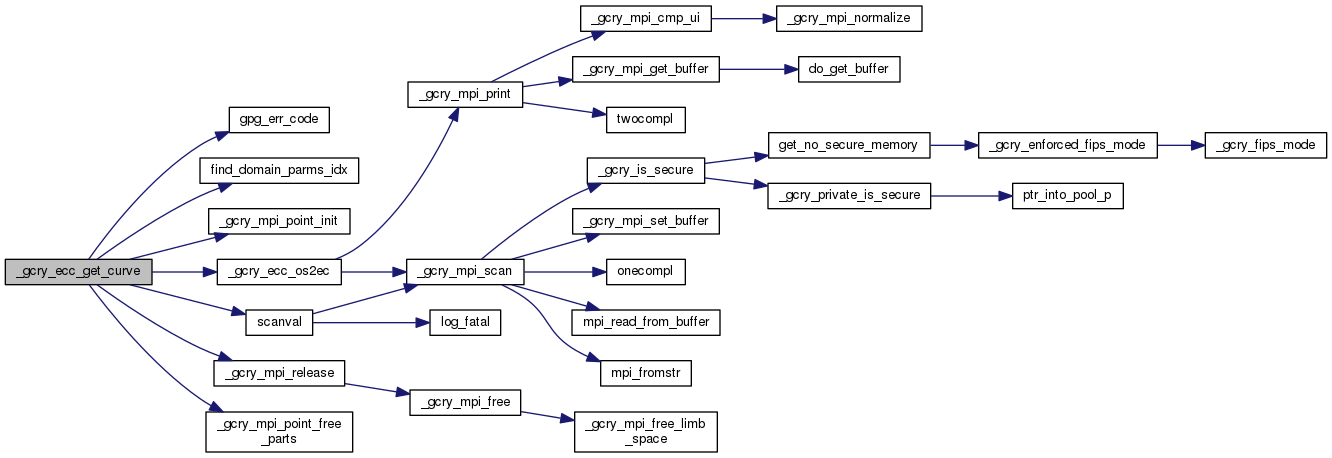 _gcry_mpi_cmp_ui
_gcry_mpi_normalize
_gcry_mpi_get_buffer
do_get_buffer
_gcry_mpi_print
gpg_err_code
twocompl
get_no_secure_memory
_gcry_enforced_fips_mode
_gcry_fips_mode
find_domain_parms_idx
_gcry_is_secure
_gcry_private_is_secure
ptr_into_pool_p
_gcry_mpi_point_init
_gcry_mpi_set_buffer
_gcry_ecc_get_curve
_gcry_ecc_os2ec
_gcry_mpi_scan
onecompl
scanval
log_fatal
mpi_read_from_buffer
_gcry_mpi_release
mpi_fromstr
_gcry_mpi_free
_gcry_mpi_point_free
_parts
_gcry_mpi_free_limb
_space